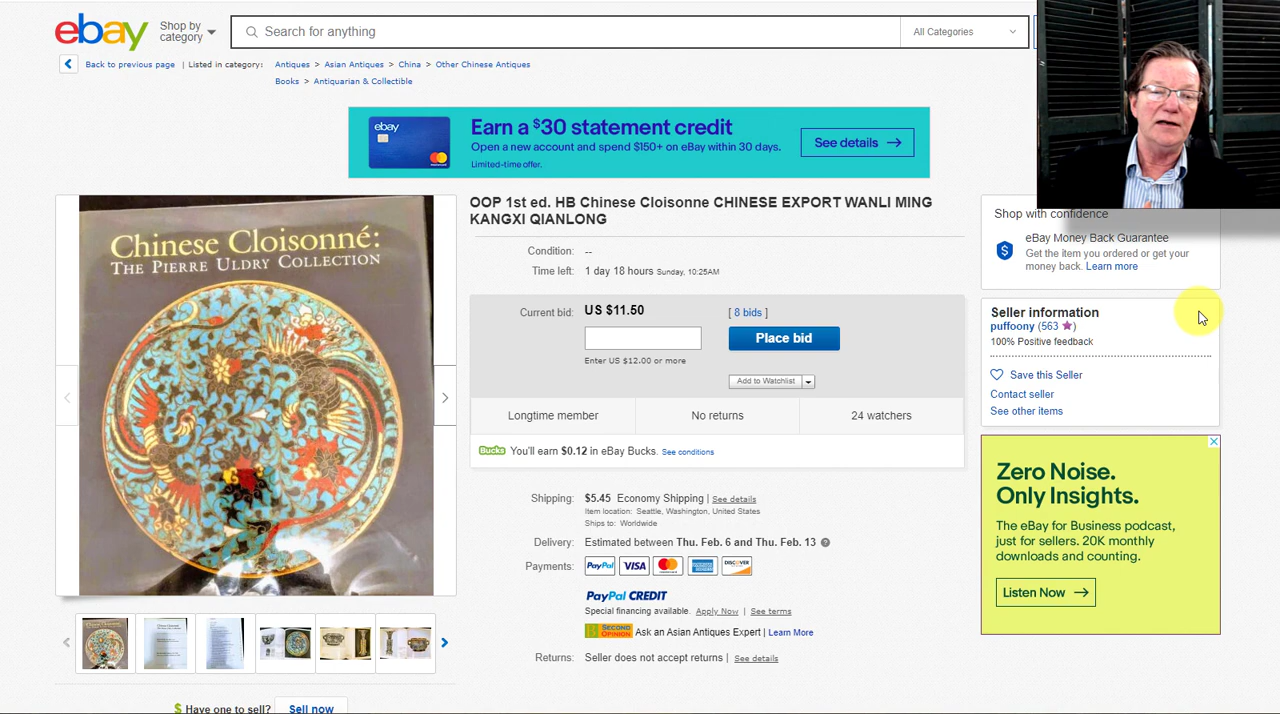 ebay
Shop by
category
Search for anything
All Categories
Back to previous page | Listed in category:
Antiques > Asian Antiques > China > Other Chinese Antiques
Books > Antiquarian & Collectible
ebay
Earn a $30 statement credit
Open a new account and spend $150+ on eBay within 30 days.
Limited-time offer.
See details →
Chinese Cloisonné:
THE PIERRE ULDRY COLLECTION
OOP 1st ed. HB Chinese Cloisonne CHINESE EXPORT WANLI MING
KANGXI QIANLONG
Condition: --
Time left: 1 day 18 hours Sunday, 10:25AM
Current bid: US $11.50 [ 8 bids ]
Place bid
Enter US $12.00 or more
Add to Watchlist
Longtime member No returns 24 watchers
Bucks You'll earn $0.12 in eBay Bucks. See conditions
Shipping: $5.45 Economy Shipping | See details
Item location: Seattle, Washington, United States
Ships to: Worldwide
Delivery: Estimated between Thu. Feb. 6 and Thu. Feb. 13
Payments: PayPal VISA MasterCard AMERICAN EXPRESS DISCOVER
PayPal CREDIT
Special financing available. Apply Now | See terms
SECOND OPINION Ask an Asian Antiques Expert | Learn More
Returns: Seller does not accept returns | See details
$ Have one to sell? Sell now
Shop with confidence
eBay Money Back Guarantee
Get the item you ordered or get your
money back. Learn more
Seller information
puffoony (563)
100% Positive feedback
Save this Seller
Contact seller
See other items
Zero Noise.
Only Insights.
The eBay for Business podcast,
just for sellers. 20K monthly
downloads and counting.
Listen Now →